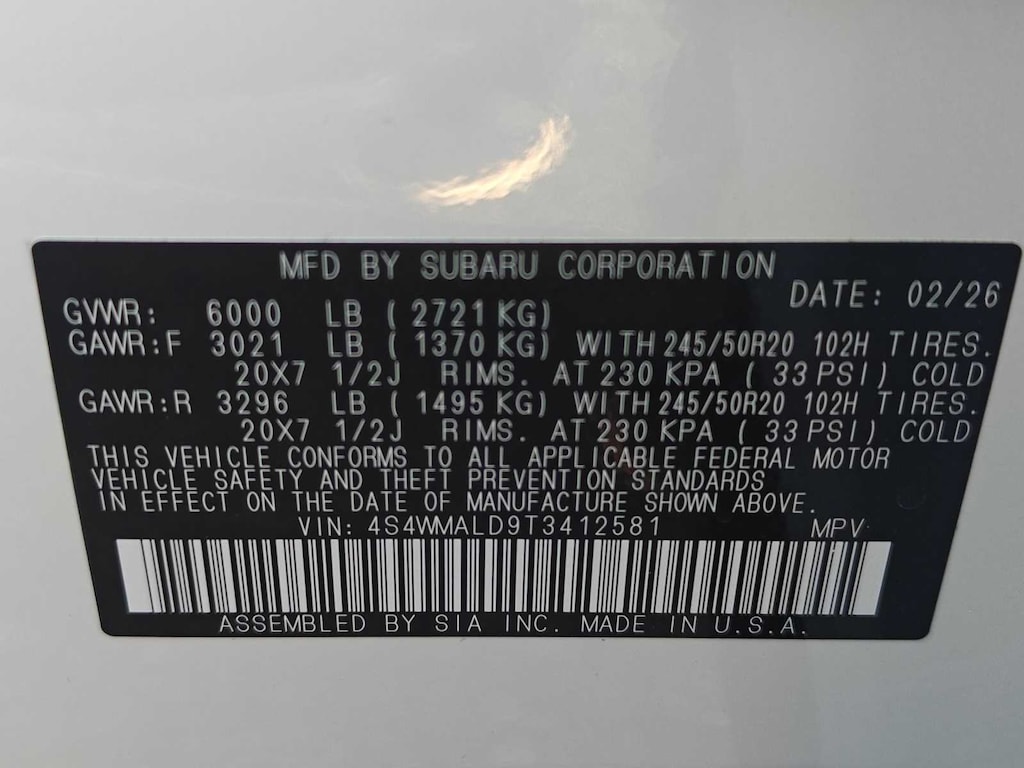 MFD BY SUBARU CORPORATION
DATE: 02/26
GVWR: 6000 LB ( 2721 KG)
GAWR:F 3021 LB ( 1370 KG) WITH 245/50R20 102H TIRES.
20X7 1/2J RIMS. AT 230 KPA ( 33 PSI) COLD
GAWR:R 3296 LB ( 1495 KG) WITH 245/50R20 102H TIRES.
20X7 1/2J RIMS. AT 230 KPA ( 33 PSI) COLD
THIS VEHICLE CONFORMS TO ALL APPLICABLE FEDERAL MOTOR
VEHICLE SAFETY AND THEFT PREVENTION STANDARDS
IN EFFECT ON THE DATE OF MANUFACTURE SHOWN ABOVE.
VIN: 4S4WMALD9T3412581 MPV
ASSEMBLED BY SIA INC. MADE IN U.S.A.